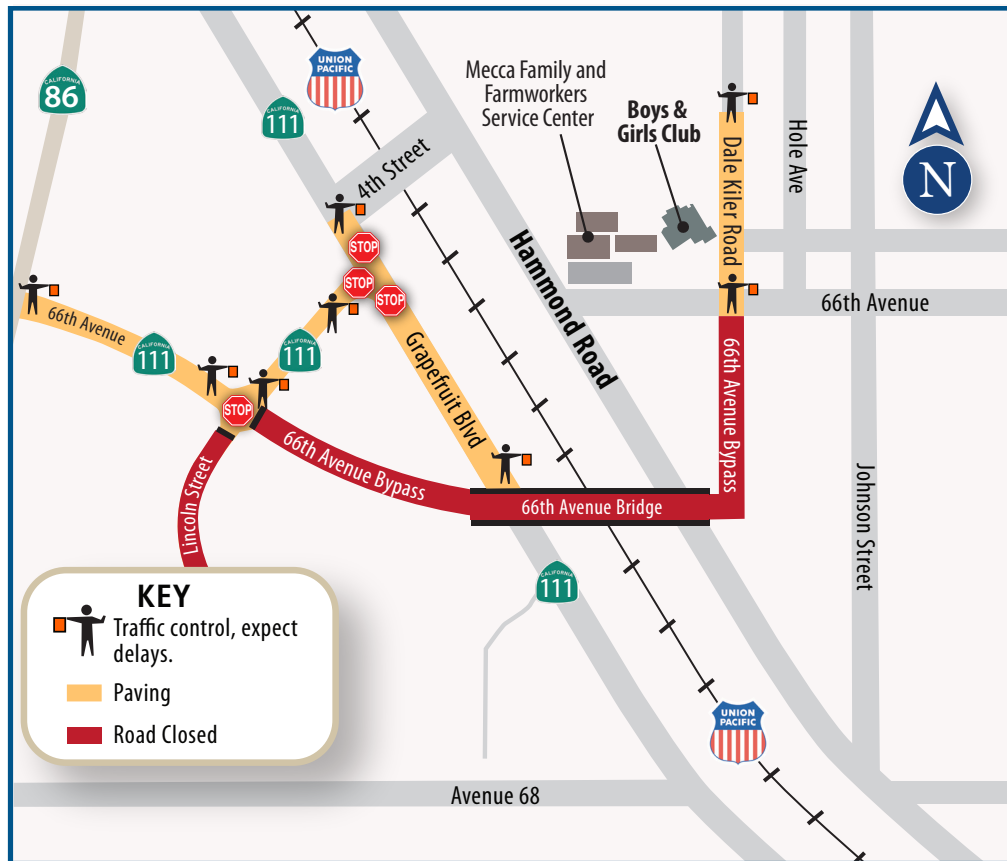 CALIFORNIA
86
UNION
PACIFIC
CALIFORNIA
111
4th Street
Mecca Family and
Farmworkers
Service Center
Boys &
Girls Club
Dale Kiler Road
Hole Ave
N
STOP
STOP
STOP
66th Avenue
CALIFORNIA
111
CALIFORNIA
111
Grapefruit Blvd
Hammond Road
66th Avenue
STOP
66th Avenue Bypass
66th Avenue Bypass
66th Avenue Bridge
Lincoln Street
Johnson Street
CALIFORNIA
111
KEY
Traffic control, expect
delays.
Paving
Road Closed
UNION
PACIFIC
Avenue 68